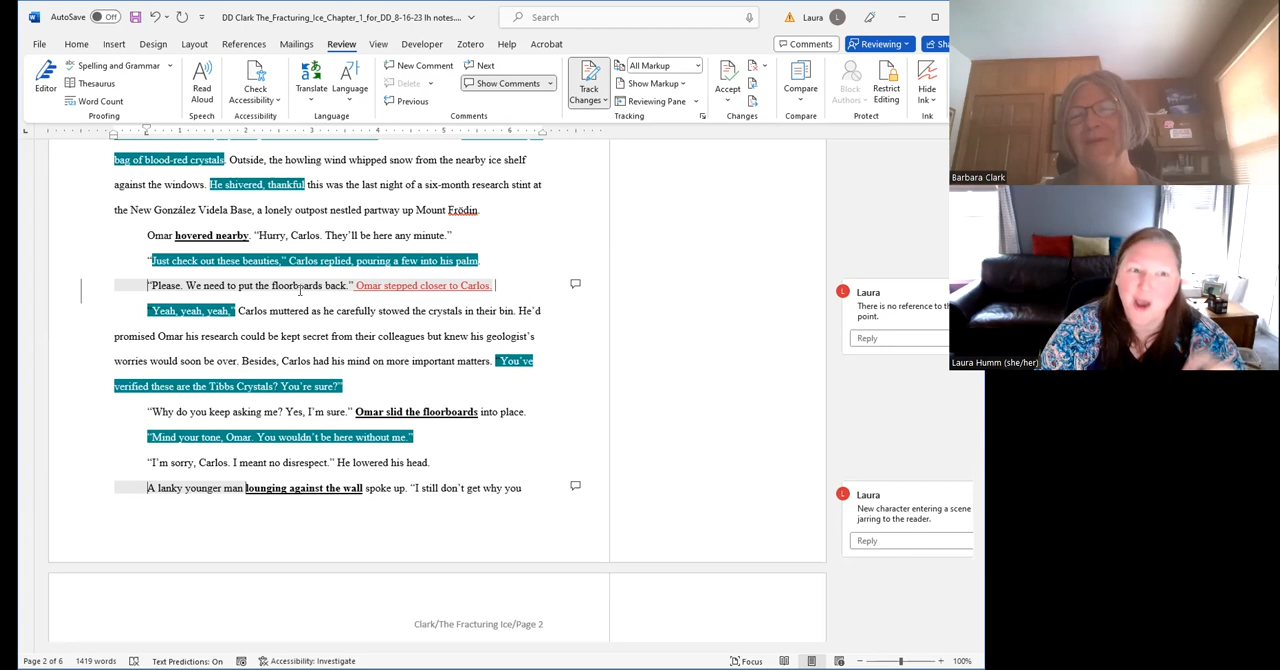 AutoSave Off DD Clark The_Fracturing_Ice_Chapter_1_for_DD_8-16-23 lh notes.... Search Laura L
File Home Insert Design Layout References Mailings Review View Developer Zotero Help Acrobat Comments Reviewing Sha
Editor
Spelling and Grammar
Thesaurus
Word Count
Proofing
Read
Aloud
Speech
Check
Accessibility
Accessibility
Translate
Language
Language
New Comment
Delete
Previous
Next
Show Comments
Comments
Track
Changes
All Markup
Show Markup
Reviewing Pane
Tracking
Accept
Changes
Compare
Compare
Block
Authors
Restrict
Editing
Protect
Hide
Ink
Ink
2 3 4 5 6
bag of blood-red crystals. Outside, the howling wind whipped snow from the nearby ice shelf
against the windows. He shivered, thankful this was the last night of a six-month research stint at
the New González Videla Base, a lonely outpost nestled partway up Mount Frödin.
Omar hovered nearby. “Hurry, Carlos. They’ll be here any minute.”
“Just check out these beauties,” Carlos replied, pouring a few into his palm.
“Please. We need to put the floorboards back.” Omar stepped closer to Carlos.
“Yeah, yeah, yeah,” Carlos muttered as he carefully stowed the crystals in their bin. He’d
promised Omar his research could be kept secret from their colleagues but knew his geologist’s
worries would soon be over. Besides, Carlos had his mind on more important matters. “You’ve
verified these are the Tibbs Crystals? You’re sure?”
“Why do you keep asking me? Yes, I’m sure.” Omar slid the floorboards into place.
“Mind your tone, Omar. You wouldn’t be here without me.”
“I’m sorry, Carlos. I meant no disrespect.” He lowered his head.
A lanky younger man lounging against the wall spoke up. “I still don’t get why you
Clark/The Fracturing Ice/Page 2
L Laura
There is no reference to th
point.
Reply
L Laura
New character entering a scene
jarring to the reader.
Reply
Barbara Clark
Laura Humm (she/her)
Page 2 of 6 1419 words Text Predictions: On Accessibility: Investigate Focus 100%